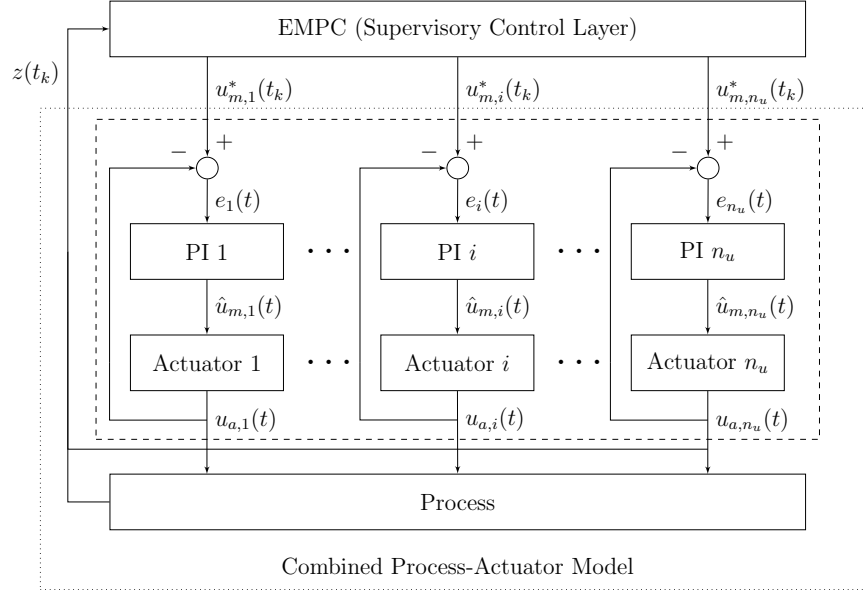 EMPC (Supervisory Control Layer)
z(t_k)
u*_{m,1}(t_k) u*_{m,i}(t_k) u*_{m,n_u}(t_k)
− + − + − +
e_1(t) e_i(t) e_{n_u}(t)
PI 1 · · · PI i · · · PI n_u
û_{m,1}(t) û_{m,i}(t) û_{m,n_u}(t)
Actuator 1 · · · Actuator i · · · Actuator n_u
u_{a,1}(t) u_{a,i}(t) u_{a,n_u}(t)
Process
Combined Process-Actuator Model